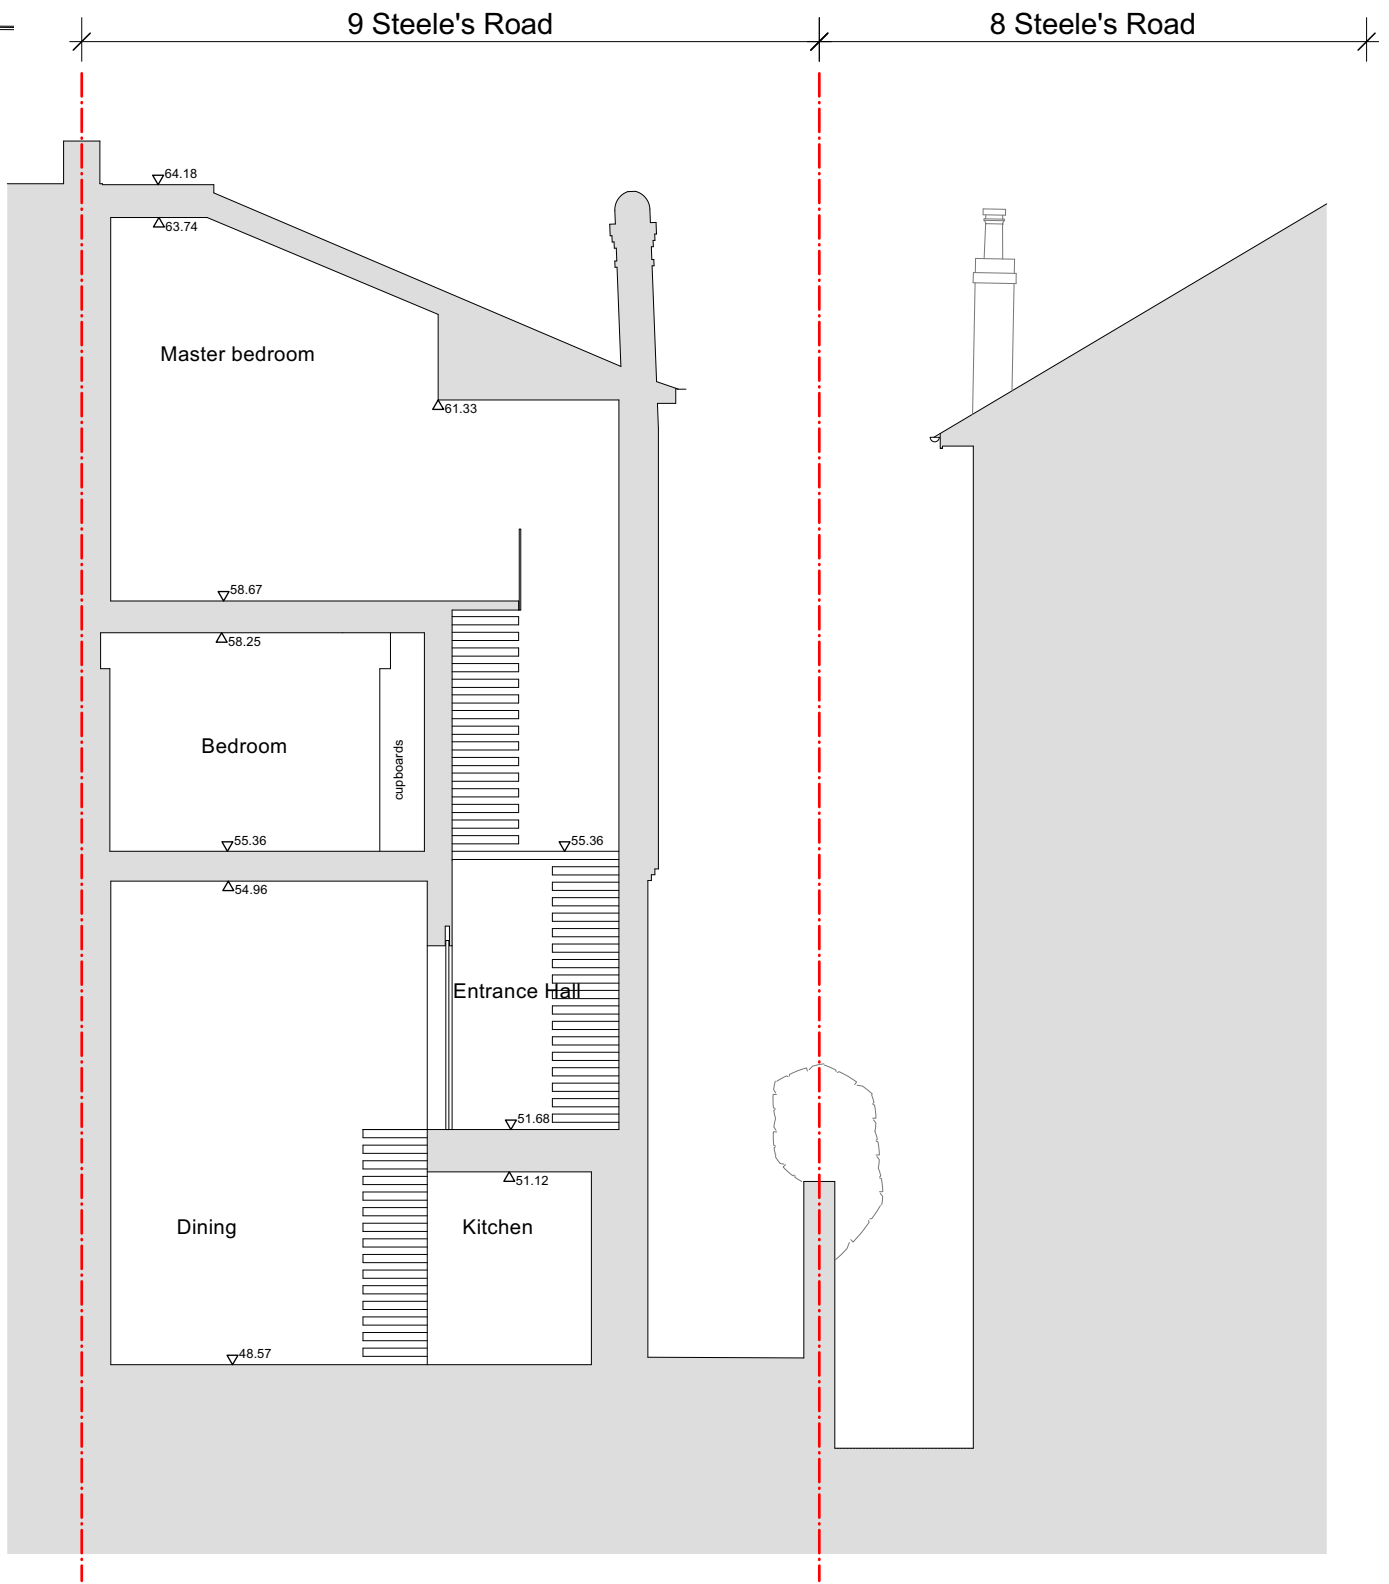 9 Steele's Road
8 Steele's Road
64.18
63.74
Master bedroom
61.33
58.67
58.25
Bedroom
cupboards
55.36
55.36
54.96
Entrance Hall
51.68
51.12
Dining
Kitchen
48.57